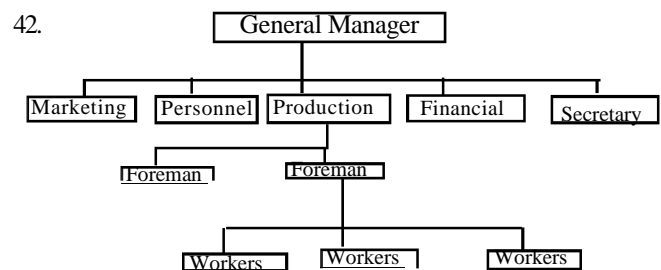 42.
General Manager
Marketing Personnel Production Financial Secretary
Foreman Foreman
Workers Workers Workers